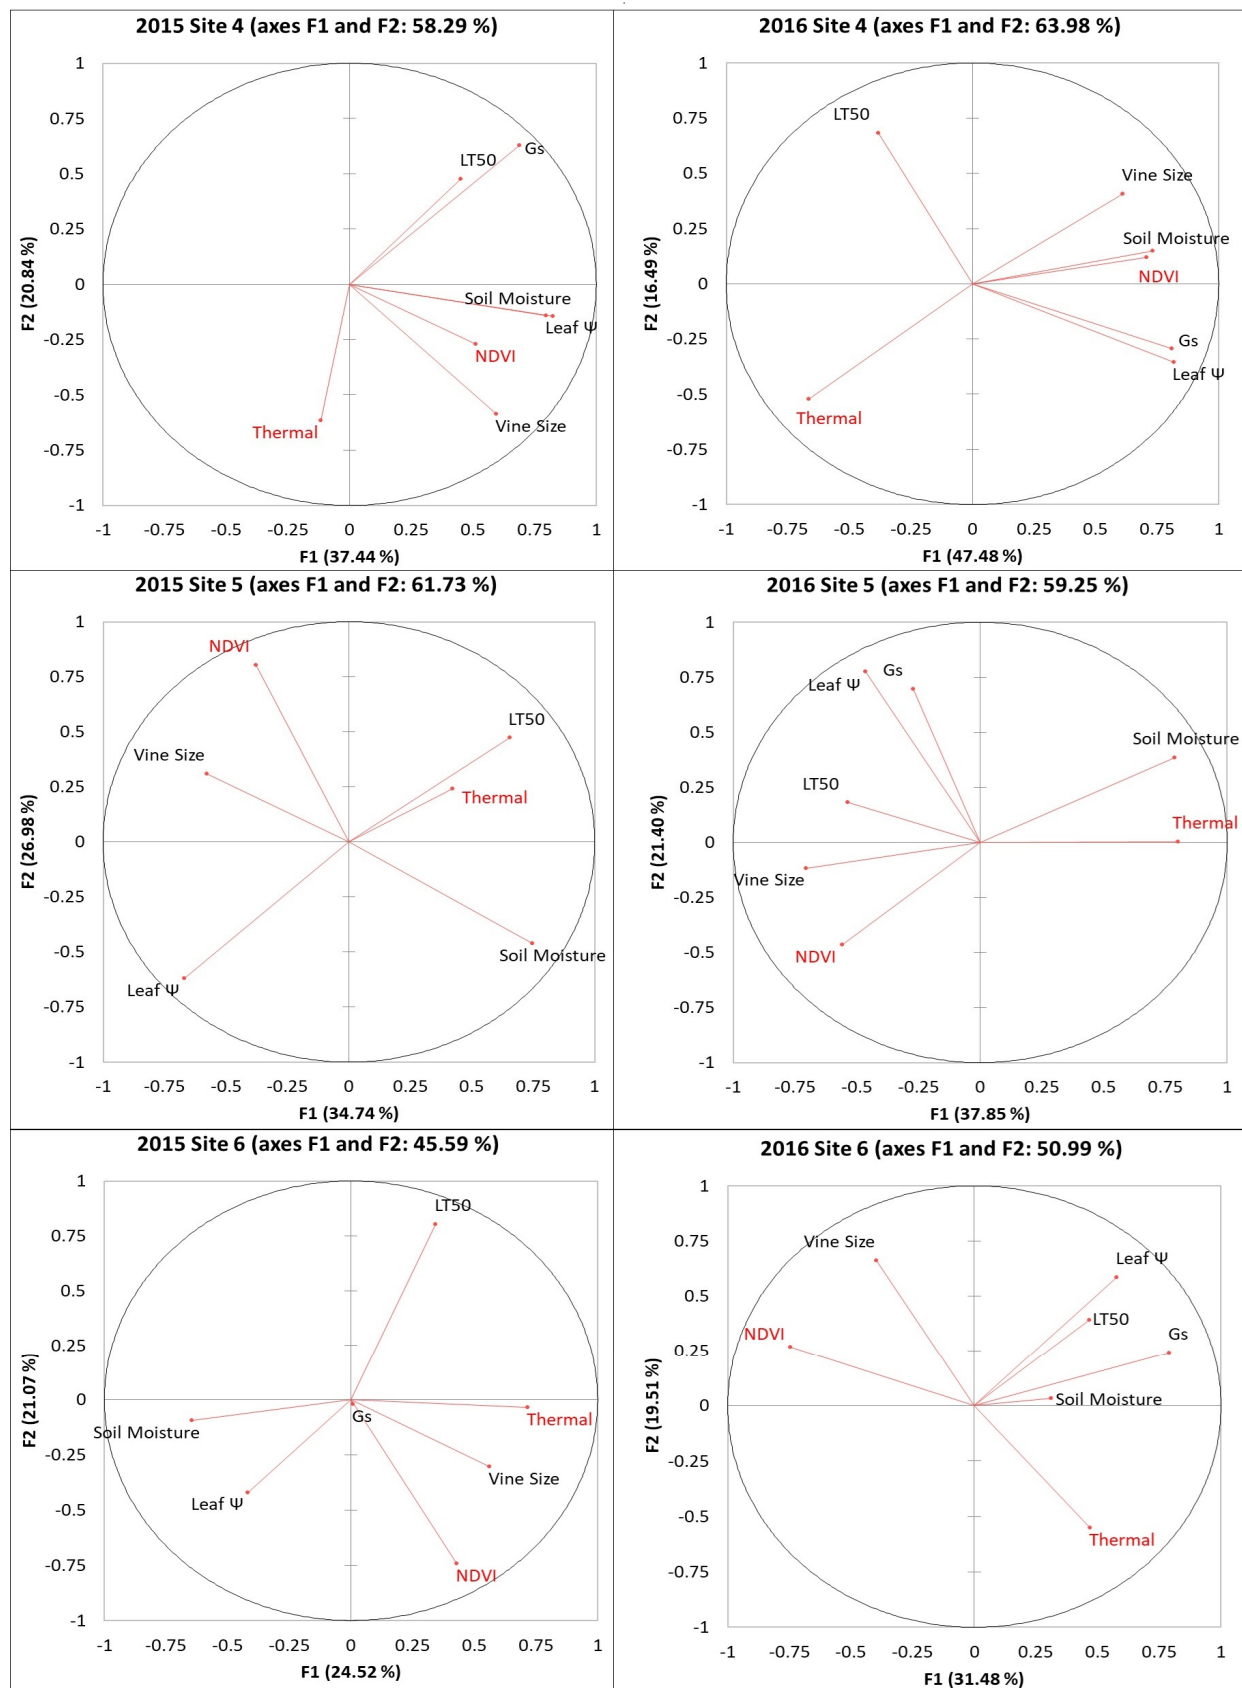 2015 Site 4 (axes F1 and F2: 58.29 %)
1
0.75
0.5
0.25
0
-0.25
-0.5
-0.75
-1
F2 (20.84 %)
LT50
Gs
Soil Moisture
Leaf Ψ
NDVI
Vine Size
Thermal
-1 -0.75 -0.5 -0.25 0 0.25 0.5 0.75 1
F1 (37.44 %)
2016 Site 4 (axes F1 and F2: 63.98 %)
1
0.75
0.5
0.25
0
-0.25
-0.5
-0.75
-1
F2 (16.49 %)
LT50
Vine Size
Soil Moisture
NDVI
Gs
Leaf Ψ
Thermal
-1 -0.75 -0.5 -0.25 0 0.25 0.5 0.75 1
F1 (47.48 %)
2015 Site 5 (axes F1 and F2: 61.73 %)
1
0.75
0.5
0.25
0
-0.25
-0.5
-0.75
-1
F2 (26.98 %)
NDVI
LT50
Vine Size
Thermal
Soil Moisture
Leaf Ψ
-1 -0.75 -0.5 -0.25 0 0.25 0.5 0.75 1
F1 (34.74 %)
2016 Site 5 (axes F1 and F2: 59.25 %)
1
0.75
0.5
0.25
0
-0.25
-0.5
-0.75
-1
F2 (21.40 %)
Leaf Ψ
Gs
Soil Moisture
LT50
Thermal
Vine Size
NDVI
-1 -0.75 -0.5 -0.25 0 0.25 0.5 0.75 1
F1 (37.85 %)
2015 Site 6 (axes F1 and F2: 45.59 %)
1
0.75
0.5
0.25
0
-0.25
-0.5
-0.75
-1
F2 (21.07 %)
LT50
Gs
Thermal
Soil Moisture
Vine Size
Leaf Ψ
NDVI
-1 -0.75 -0.5 -0.25 0 0.25 0.5 0.75 1
F1 (24.52 %)
2016 Site 6 (axes F1 and F2: 50.99 %)
1
0.75
0.5
0.25
0
-0.25
-0.5
-0.75
-1
F2 (19.51 %)
Vine Size
Leaf Ψ
LT50
Gs
NDVI
Soil Moisture
Thermal
-1 -0.75 -0.5 -0.25 0 0.25 0.5 0.75 1
F1 (31.48 %)